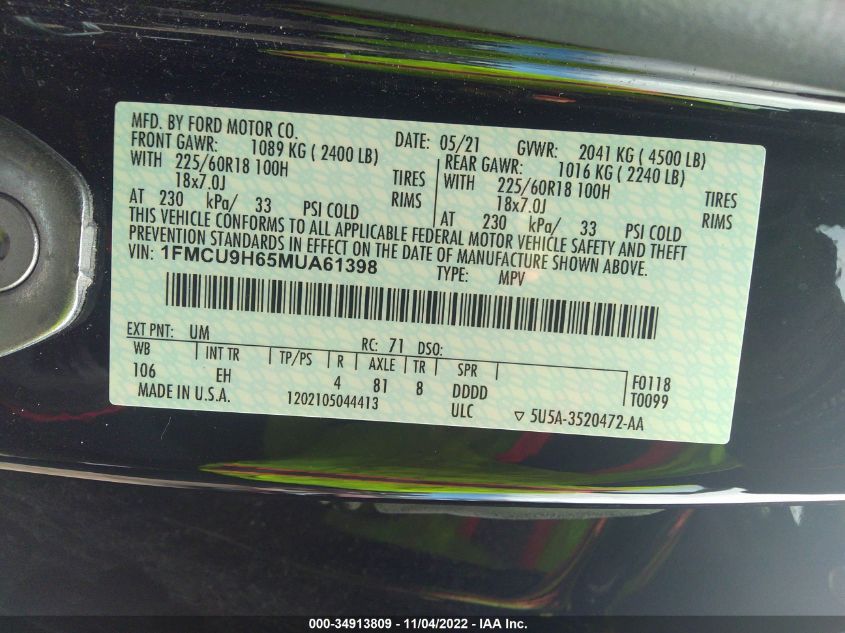 MFD. BY FORD MOTOR CO. DATE: 05/21 GVWR: 2041 KG ( 4500 LB)
FRONT GAWR: 1089 KG ( 2400 LB) REAR GAWR: 1016 KG ( 2240 LB)
WITH 225/60R18 100H TIRES WITH 225/60R18 100H TIRES
18x7.0J RIMS 18x7.0J RIMS
AT 230 kPa/ 33 PSI COLD AT 230 kPa/ 33 PSI COLD
THIS VEHICLE CONFORMS TO ALL APPLICABLE FEDERAL MOTOR VEHICLE SAFETY AND THEFT
PREVENTION STANDARDS IN EFFECT ON THE DATE OF MANUFACTURE SHOWN ABOVE.
VIN: 1FMCU9H65MUA61398 TYPE: MPV
EXT PNT: UM RC: 71 DSO:
WB INT TR TP/PS R AXLE TR SPR F0118
106 EH 4 81 8 DDDD T0099
MADE IN U.S.A. 1202105044413 ULC ▽ 5U5A-3520472-AA
000-34913809 - 11/04/2022 - IAA Inc.